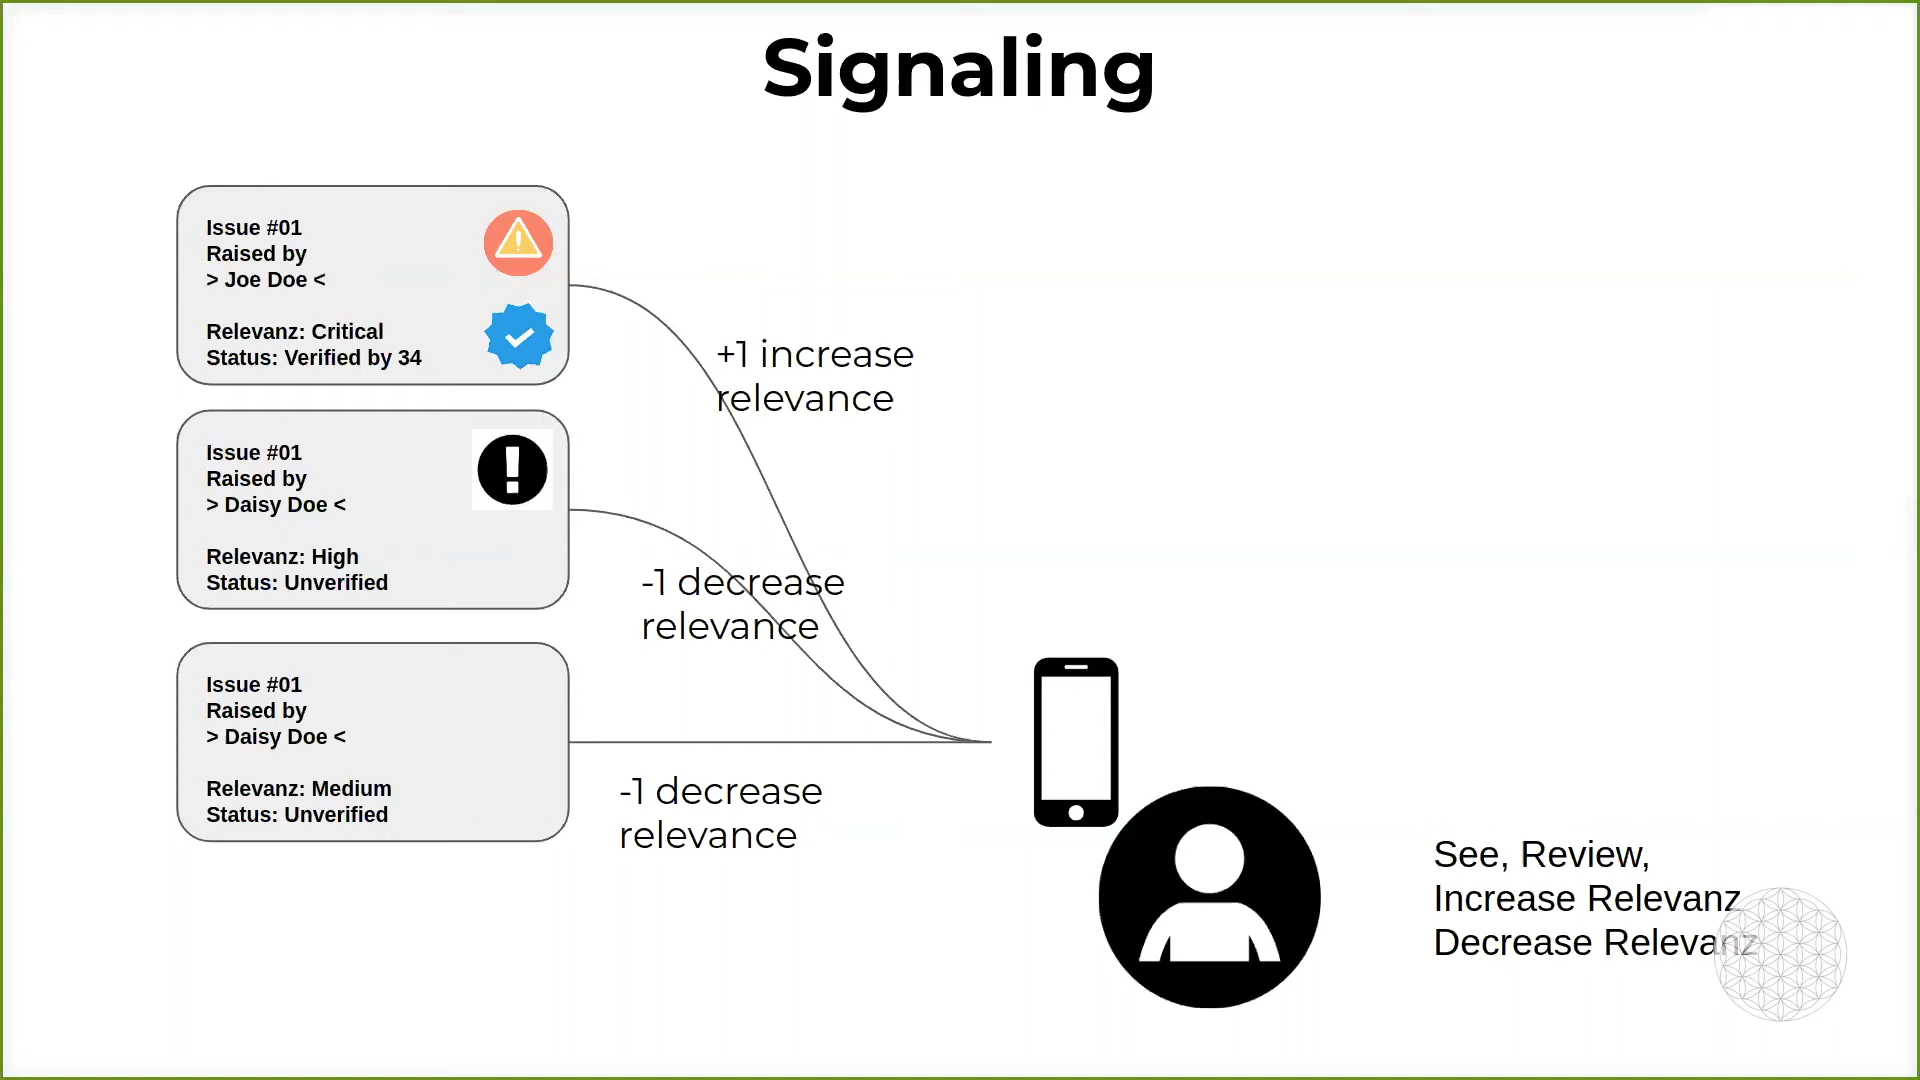 Signaling
Issue #01
Raised by
> Joe Doe <
Relevanz: Critical
Status: Verified by 34
+1 increase
relevance
Issue #01
Raised by
> Daisy Doe <
Relevanz: High
Status: Unverified
-1 decrease
relevance
Issue #01
Raised by
> Daisy Doe <
Relevanz: Medium
Status: Unverified
-1 decrease
relevance
See, Review,
Increase Relevanz
Decrease Relevanz